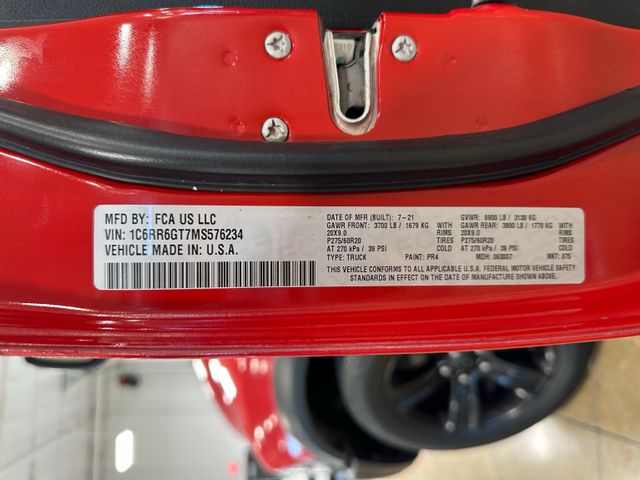 MFD BY: FCA US LLC
VIN: 1C6RR6GT7MS576234
VEHICLE MADE IN U.S.A.
DATE OF MFR (BUILT): 7-21
GAWR FRONT: 3700 LB / 1679 KG
20X9.0 RIMS
P275/60R20
AT 270 kPa / 39 PSI COLD
TYPE: TRUCK PAINT: PR4
GVWR: 6900 LB / 3130 KG
GAWR REAR: 3900 LB / 1770 KG
20X9.0 RIMS
P275/60R20
AT 270 kPa / 39 PSI COLD
MDH: 063007 MKT: 875
THIS VEHICLE CONFORMS TO ALL APPLICABLE U.S.A. FEDERAL MOTOR VEHICLE SAFETY
STANDARDS IN EFFECT ON THE DATE OF MANUFACTURE SHOWN ABOVE.